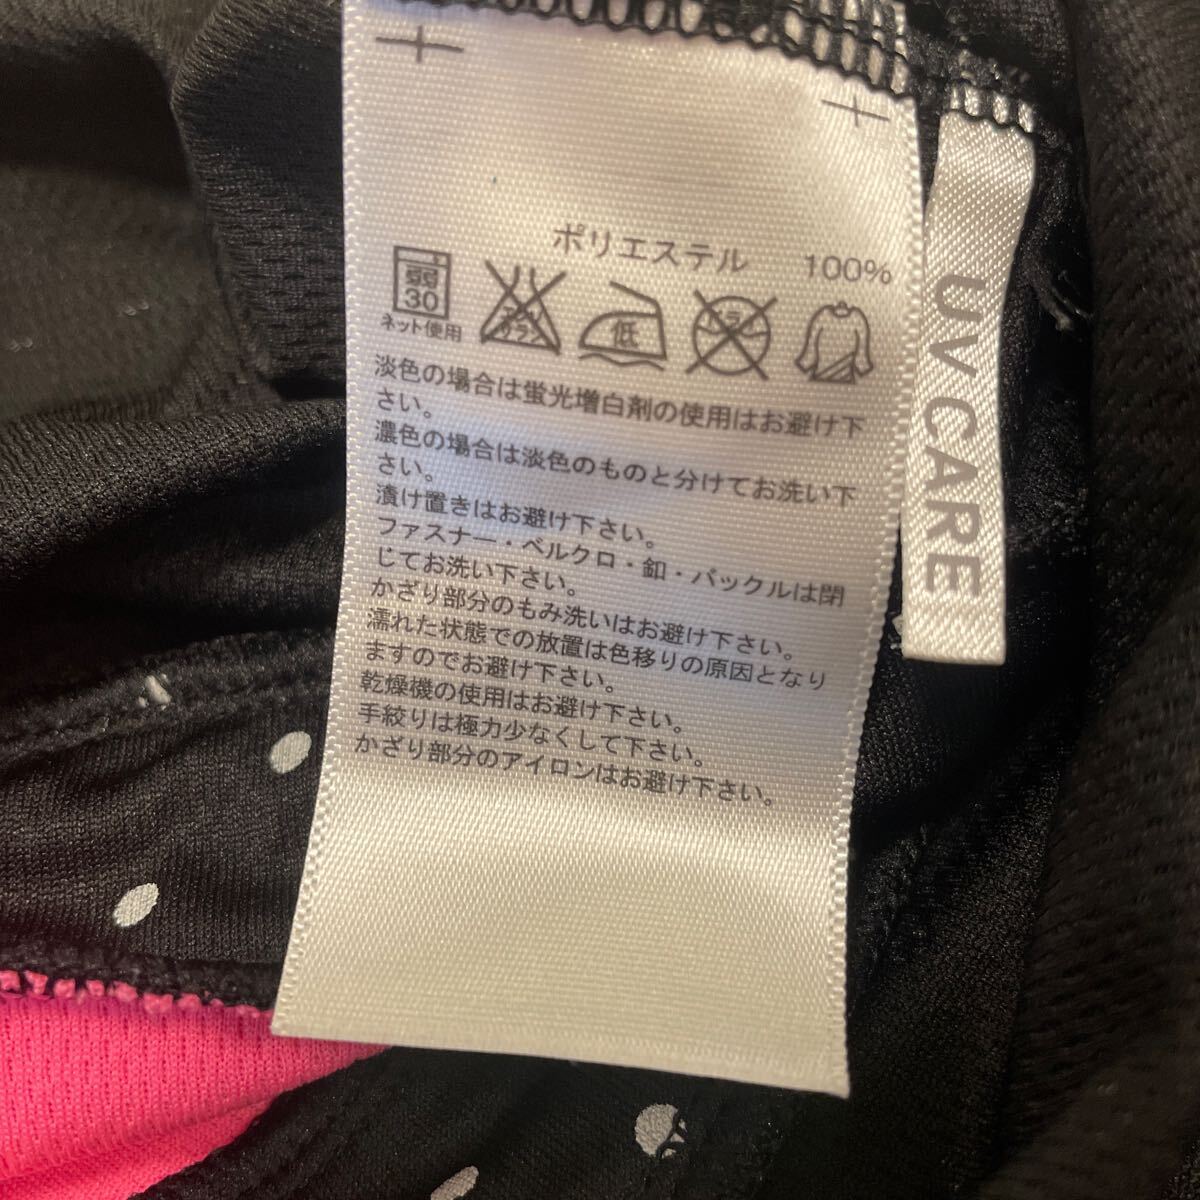 ポリエステル 100%
弱
30
ネット使用
エンソ
サラシ
低
ドライ
淡色の場合は蛍光増白剤の使用はお避け下
さい。
濃色の場合は淡色のものと分けてお洗い下
さい。
漬け置きはお避け下さい。
ファスナー・ベルクロ・釦・バックルは閉
じてお洗い下さい。
かざり部分のもみ洗いはお避け下さい。
濡れた状態での放置は色移りの原因となり
ますのでお避け下さい。
乾燥機の使用はお避け下さい。
手絞りは極力少なくして下さい。
かざり部分のアイロンはお避け下さい。
UV CARE